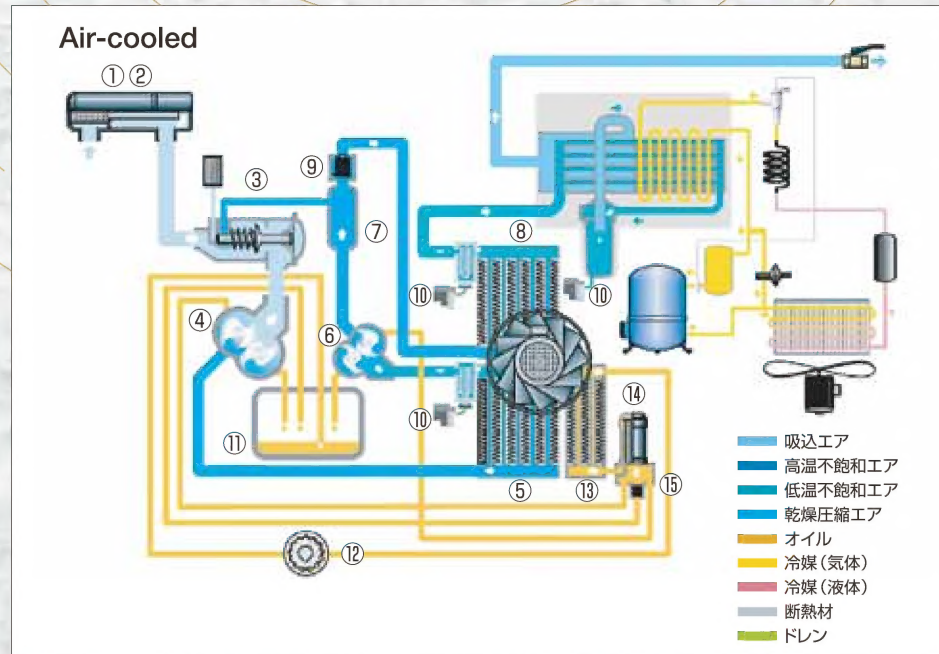 Air-cooled
① ②
③
⑨
⑦
⑧
⑩
⑩
④
⑥
⑩
⑭
⑪
⑤
⑬
⑮
⑫
吸込エア
高温不飽和エア
低温不飽和エア
乾燥圧縮エア
オイル
冷媒(気体)
冷媒(液体)
断熱材
ドレン